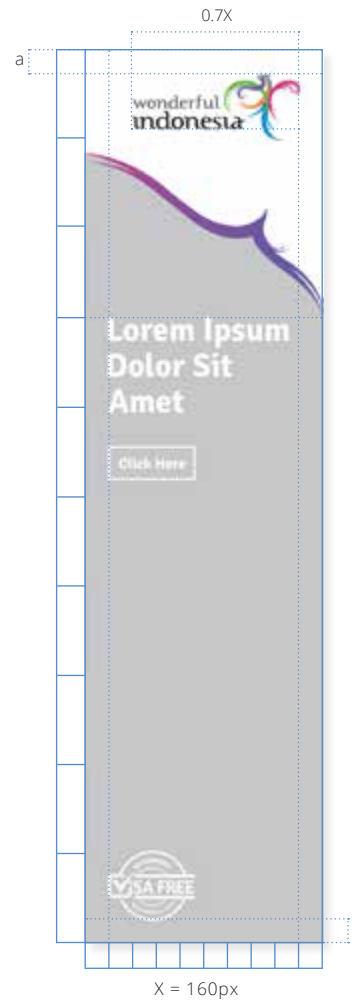 0.7X
a
wonderful
indonesia
Lorem Ipsum
Dolor Sit
Amet
Click Here
VISA FREE
X = 160px